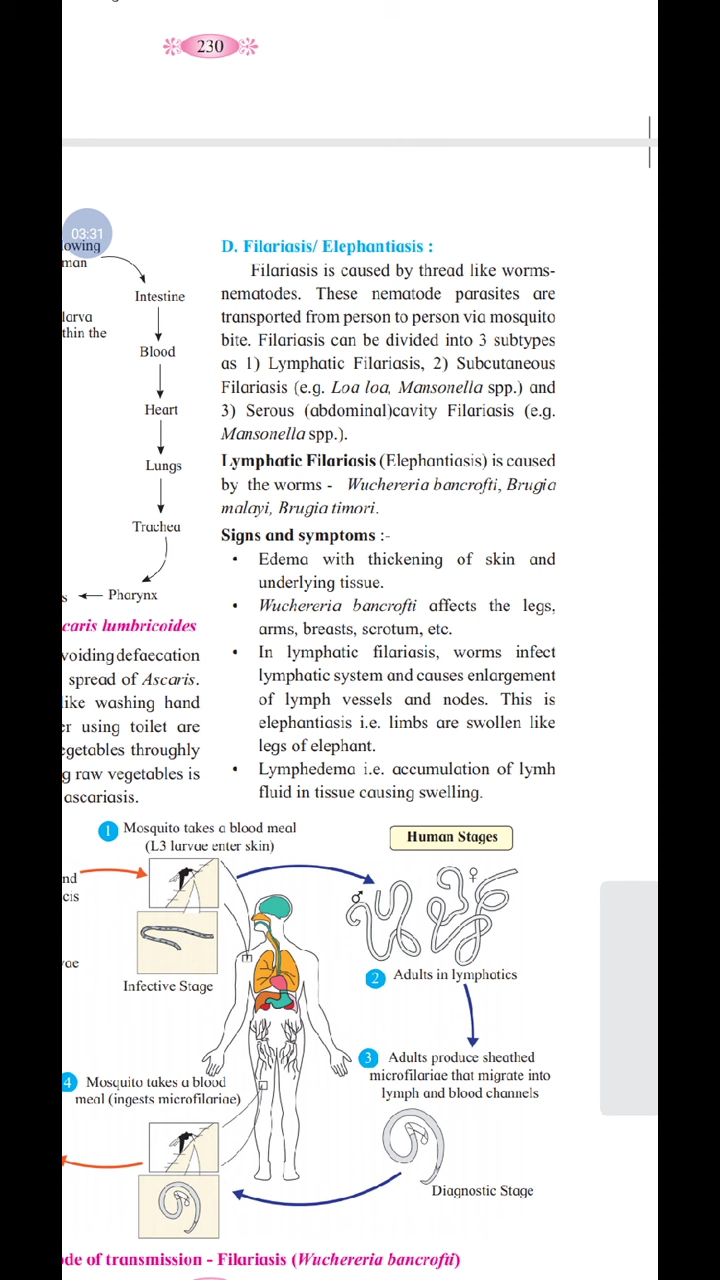 230
03:31
owing
man
Intestine
larva
thin the
Blood
Heart
Lungs
Trachea
s
Pharynx
caris lumbricoides
voiding defaecation
spread of Ascaris.
like washing hand
er using toilet are
egetables throughly
g raw vegetables is
ascariasis.
D. Filariasis/ Elephantiasis :
Filariasis is caused by thread like worms-
nematodes. These nematode parasites are
transported from person to person via mosquito
bite. Filariasis can be divided into 3 subtypes
as 1) Lymphatic Filariasis, 2) Subcutaneous
Filariasis (e.g. Loa loa, Mansonella spp.) and
3) Serous (abdominal)cavity Filariasis (e.g.
Mansonella spp.).
Lymphatic Filariasis (Elephantiasis) is caused
by the worms - Wuchereria bancrofti, Brugia
malayi, Brugia timori.
Signs and symptoms :-
• Edema with thickening of skin and
underlying tissue.
• Wuchereria bancrofti affects the legs,
arms, breasts, scrotum, etc.
• In lymphatic filariasis, worms infect
lymphatic system and causes enlargement
of lymph vessels and nodes. This is
elephantiasis i.e. limbs are swollen like
legs of elephant.
• Lymphedema i.e. accumulation of lymh
fluid in tissue causing swelling.
1 Mosquito takes a blood meal
(L3 larvae enter skin)
Human Stages
nd
cis
vae
♂
♀
Infective Stage
2 Adults in lymphatics
3 Adults produce sheathed
microfilariae that migrate into
lymph and blood channels
4 Mosquito takes a blood
meal (ingests microfilariae)
Diagnostic Stage
de of transmission - Filariasis (Wuchereria bancrofti)